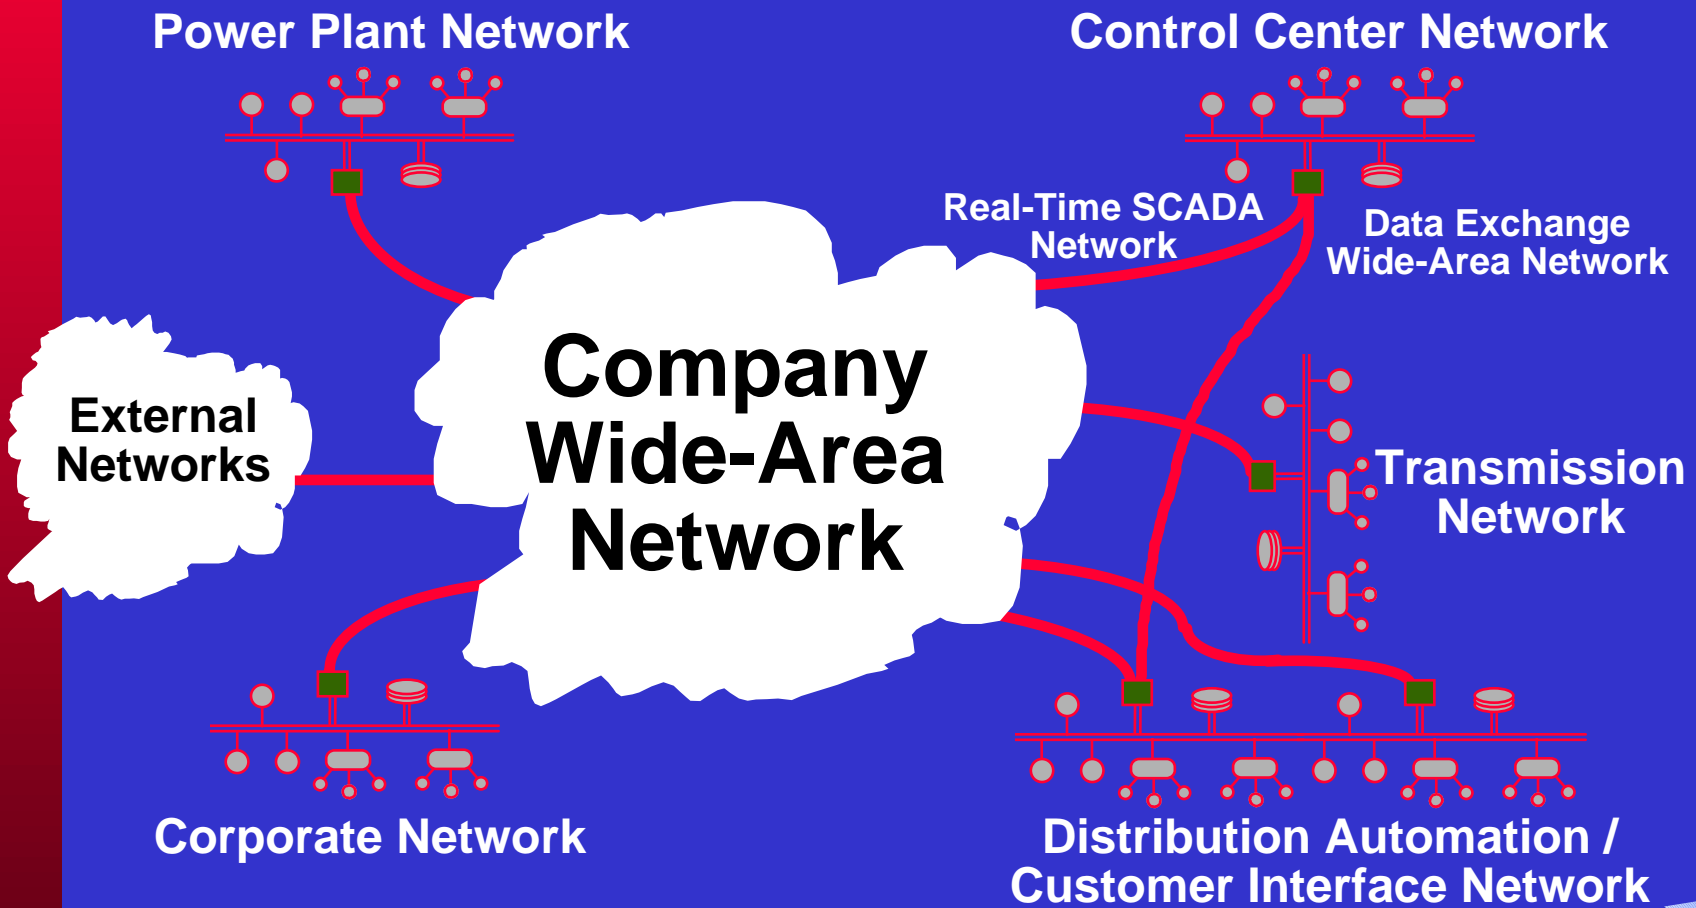 Power Plant Network
Control Center Network
Real-Time SCADA
Network
Data Exchange
Wide-Area Network
External
Networks
Company
Wide-Area
Network
Transmission
Network
Corporate Network
Distribution Automation /
Customer Interface Network